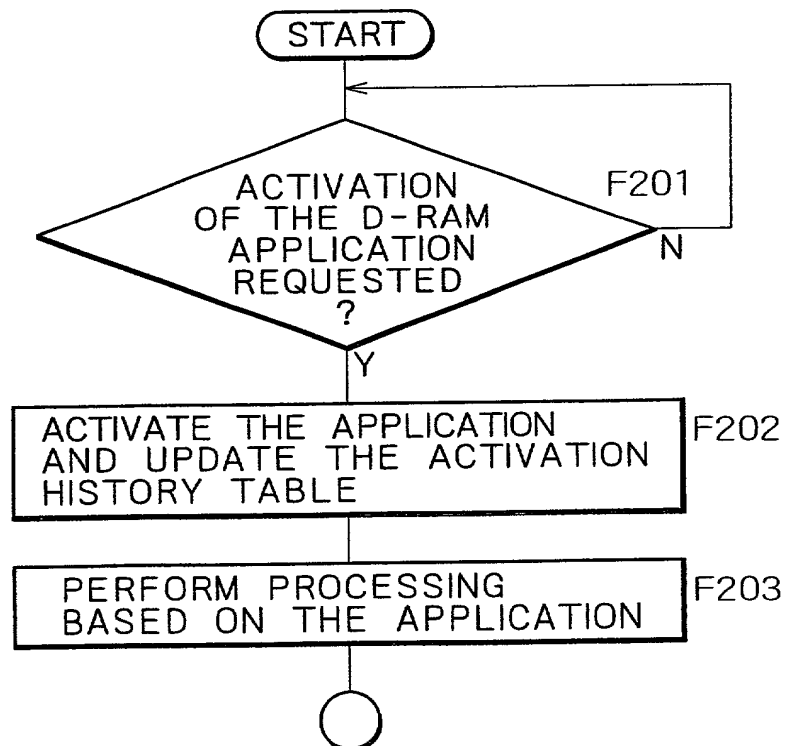 START
ACTIVATION
OF THE D-RAM
APPLICATION
REQUESTED
?
F201
N
Y
ACTIVATE THE APPLICATION
AND UPDATE THE ACTIVATION
HISTORY TABLE
F202
PERFORM PROCESSING
BASED ON THE APPLICATION
F203